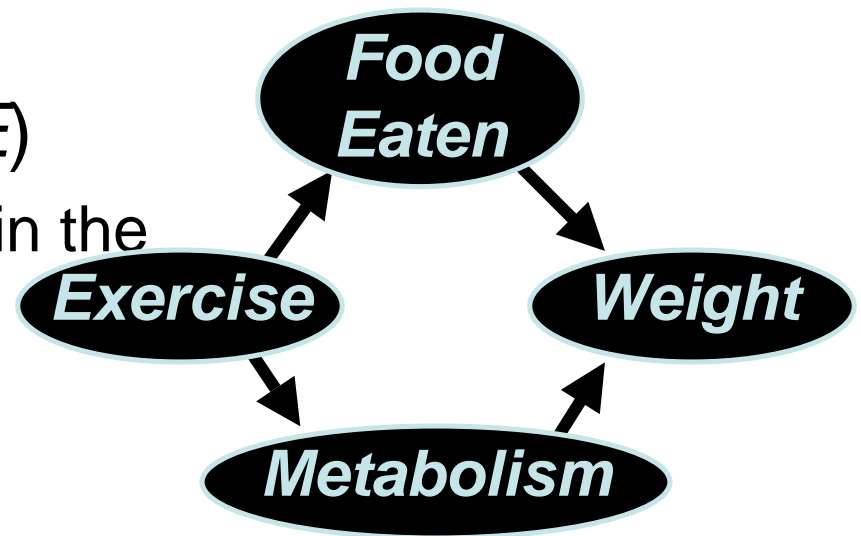 Food
Eaten
E)
in the
Exercise
Weight
Metabolism